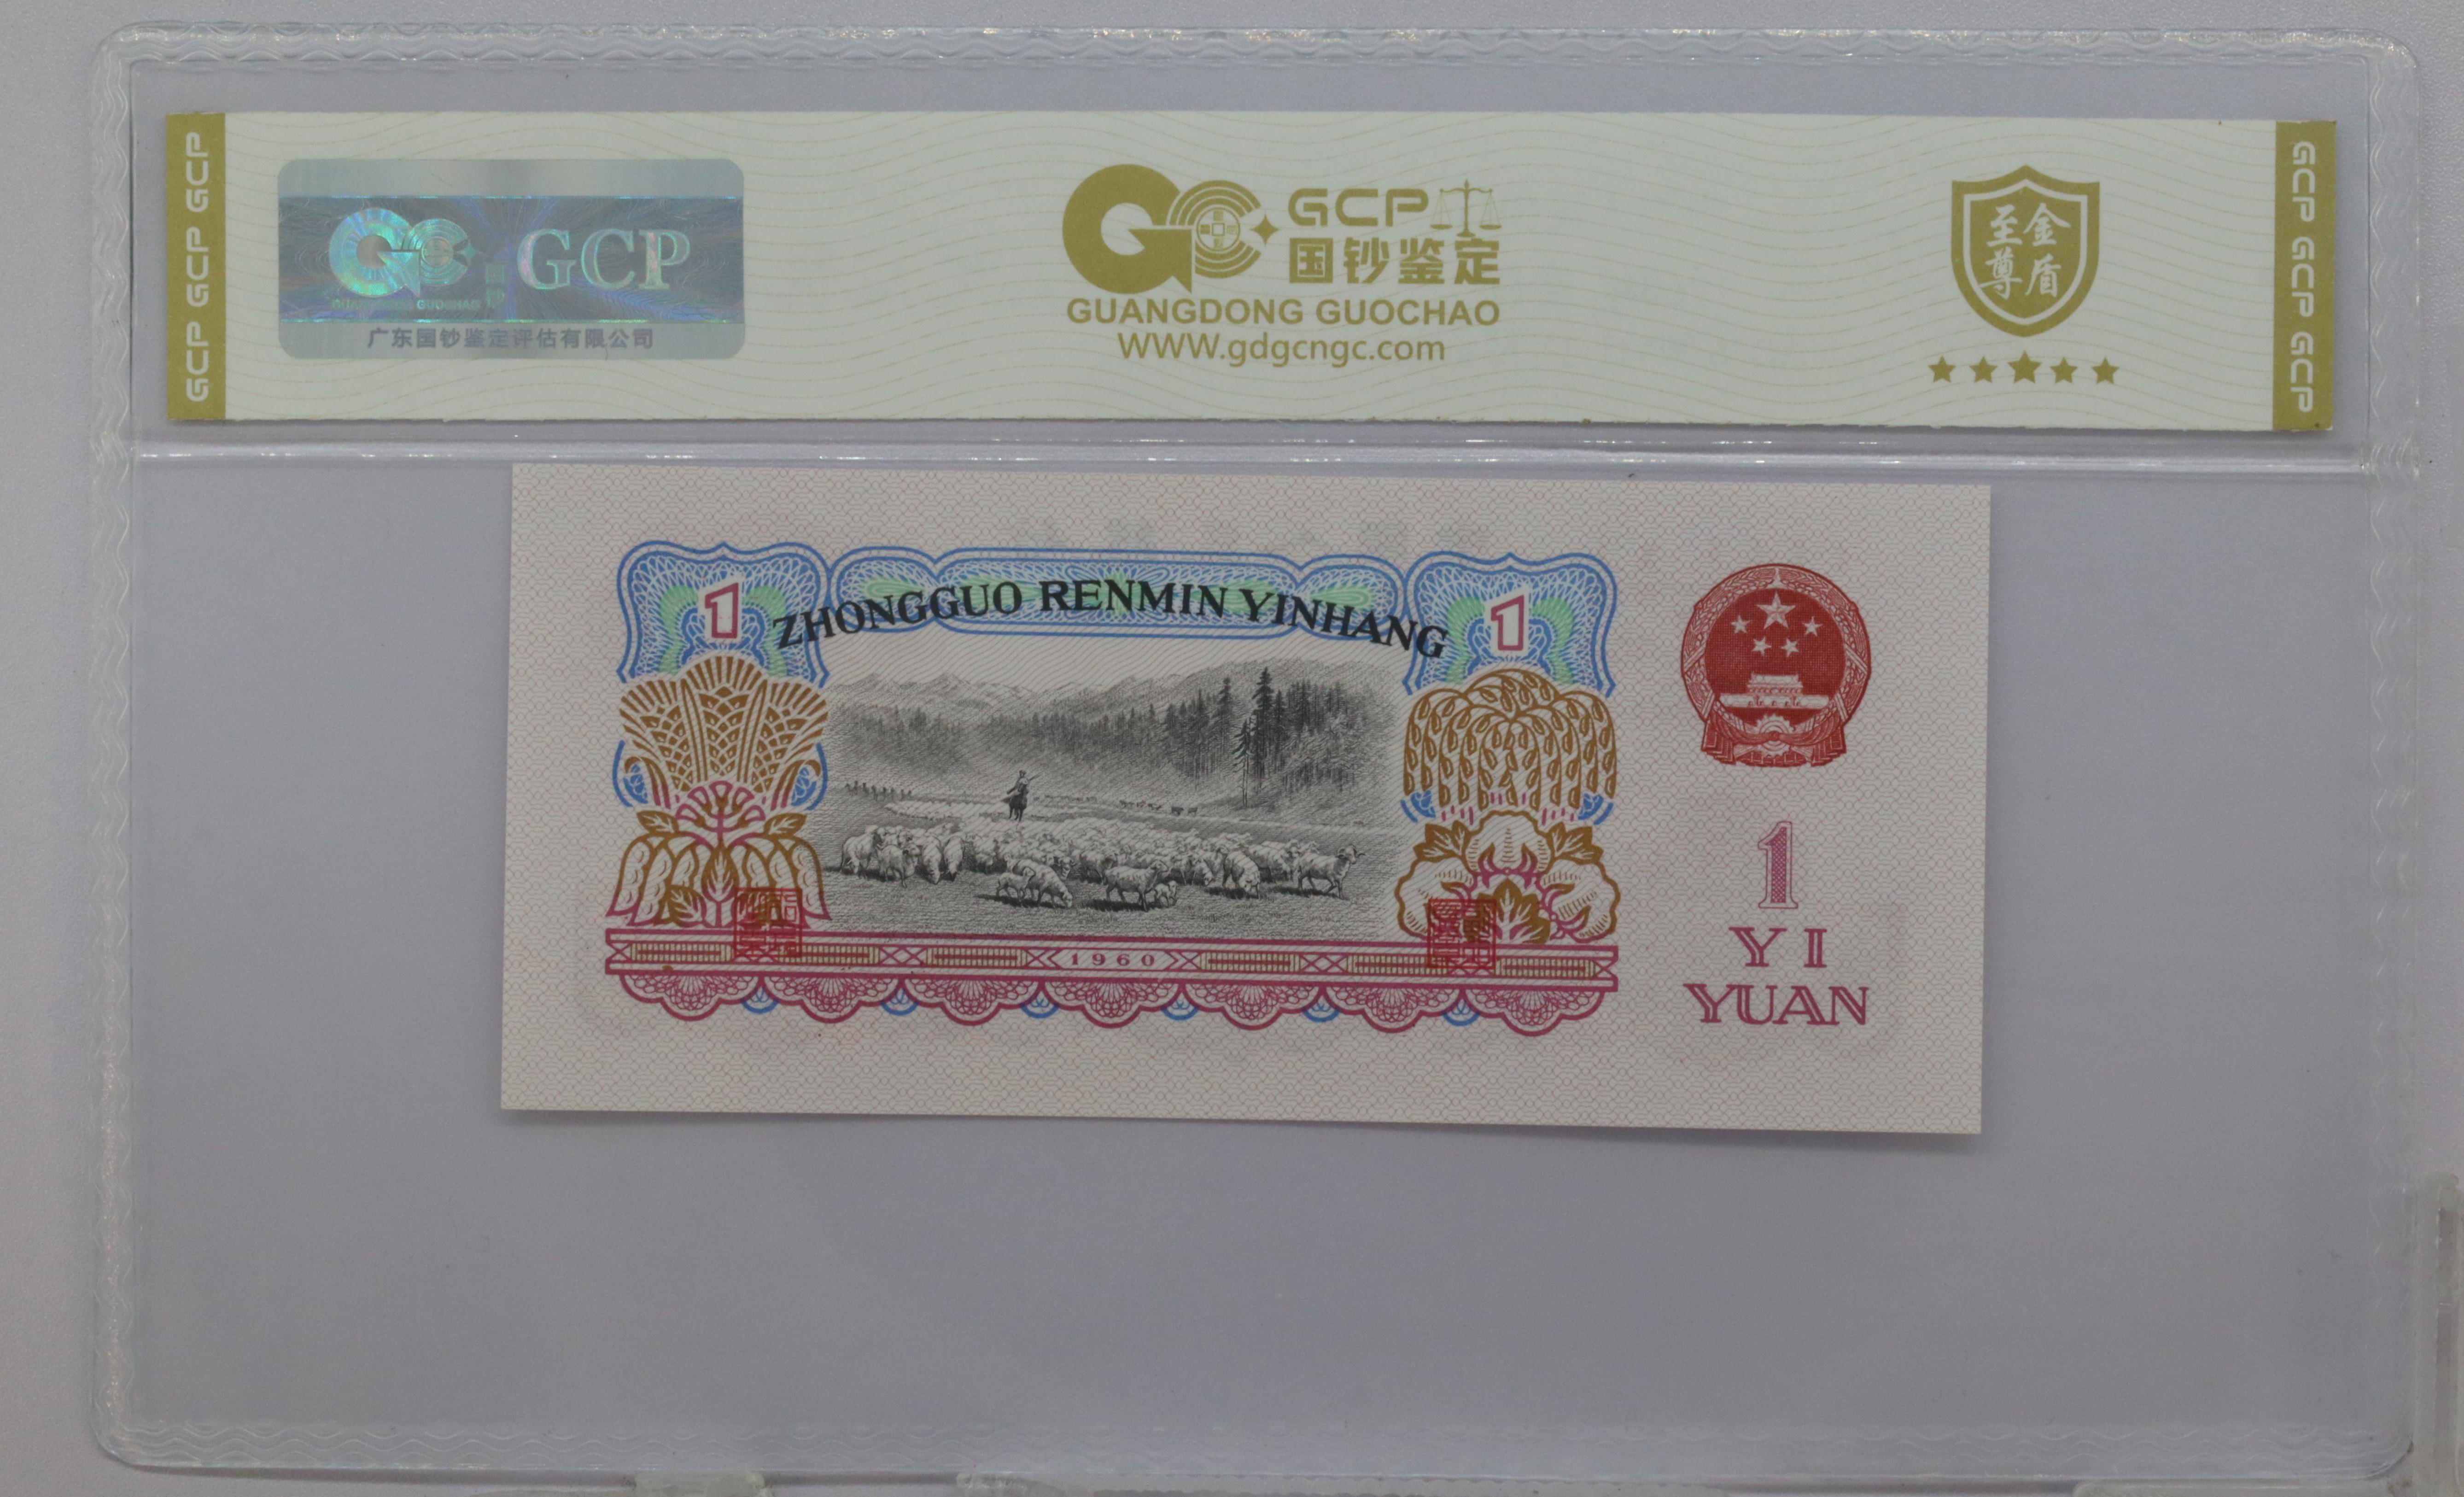 GCP GCP GCP
GCP
GUANGDONG GUOCHAO
广东国钞鉴定评估有限公司
GCP
国钞鉴定
GUANGDONG GUOCHAO
WWW.gdgcngc.com
至尊
金盾
GCP GCP GCP
1
ZHONGGUO RENMIN YINHANG
1
1960
1
YI
YUAN